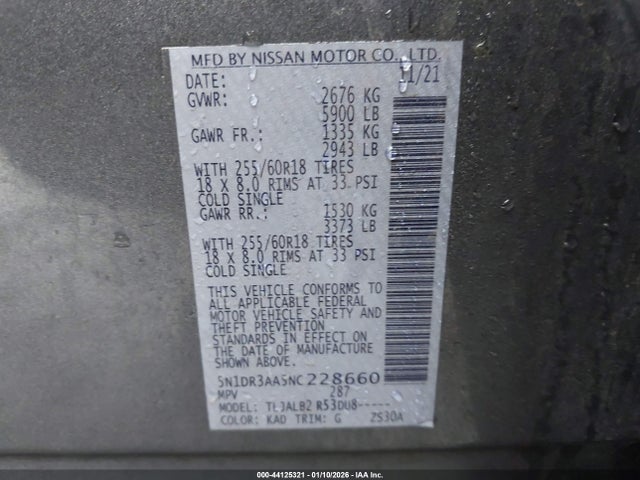 MFD BY NISSAN MOTOR CO., LTD.
DATE: 11/21
GVWR: 2676 KG
5900 LB
GAWR FR.: 1335 KG
2943 LB
WITH 255/60R18 TIRES
18 X 8.0 RIMS AT 33 PSI
COLD SINGLE
GAWR RR.: 1530 KG
3373 LB
WITH 255/60R18 TIRES
18 X 8.0 RIMS AT 33 PSI
COLD SINGLE
THIS VEHICLE CONFORMS TO
ALL APPLICABLE FEDERAL
MOTOR VEHICLE SAFETY AND
THEFT PREVENTION
STANDARDS IN EFFECT ON
THE DATE OF MANUFACTURE
SHOWN ABOVE.
5N1DR3AA5NC228660
MPV 287
MODEL: TL3ALB2 R53DU8-----
COLOR: KAD TRIM: G ZS30A
000-44125321 - 01/10/2026 - IAA Inc.